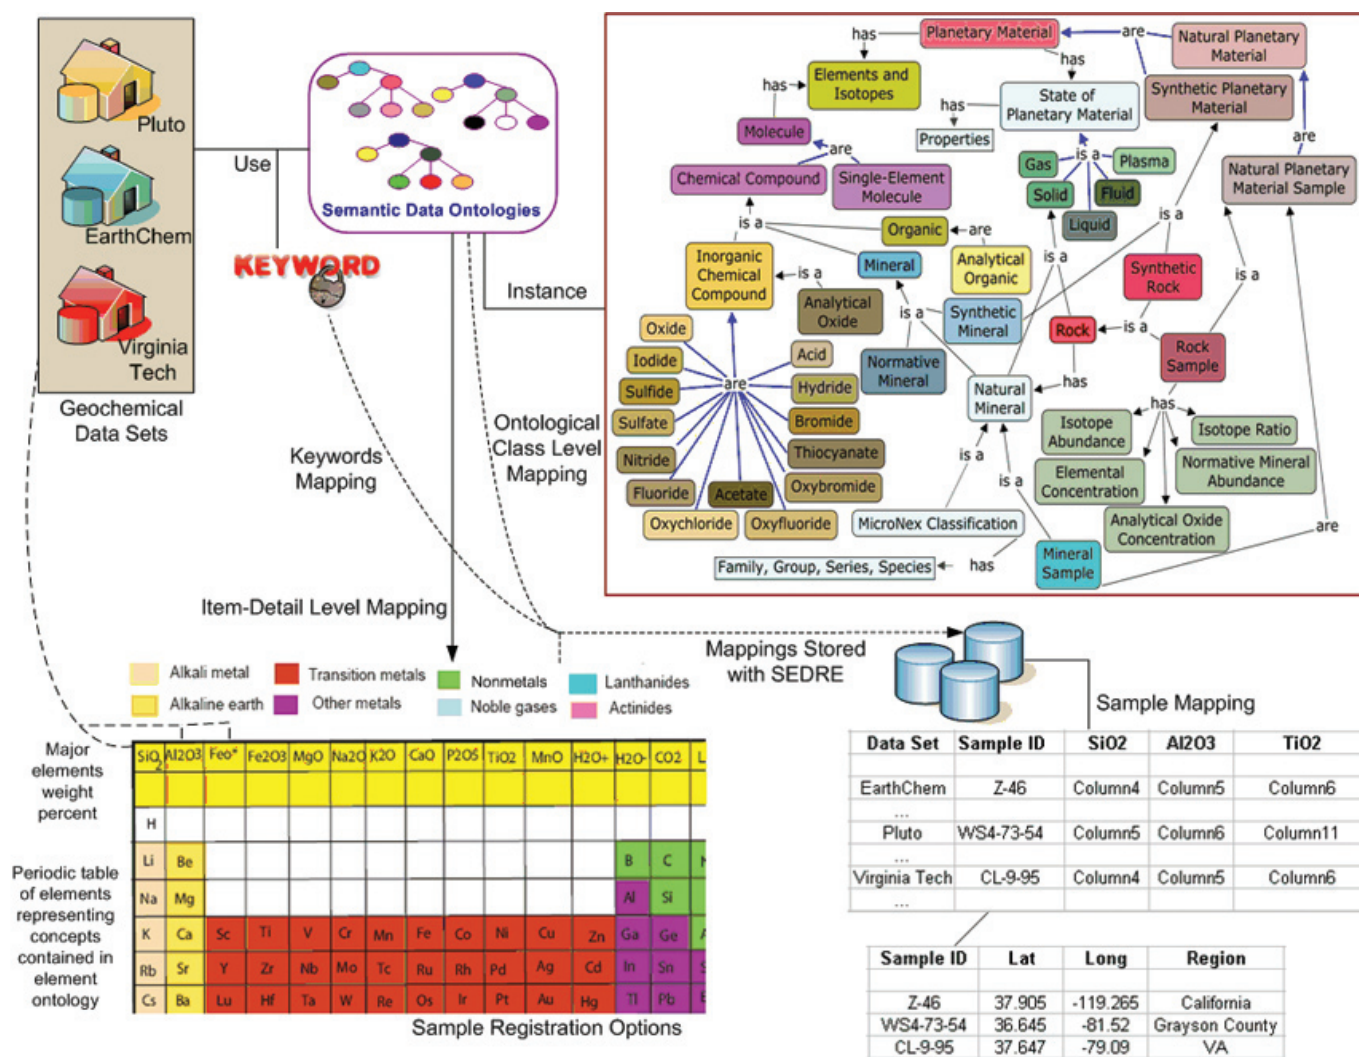 Pluto
EarthChem
Virginia
Tech
Geochemical
Data Sets
Use
Semantic Data Ontologies
KEYWORD
Instance
Keywords
Mapping
Ontological
Class Level
Mapping
Item-Detail Level Mapping
has
Planetary Material
are
Natural Planetary
Material
Elements and
Isotopes
has
State of
Planetary Material
Synthetic Planetary
Material
has
has
Properties
are
Molecule
are
is a
Gas
Plasma
Solid
Fluid
Liquid
Natural Planetary
Material Sample
Chemical Compound
Single-Element
Molecule
is a
Organic
are
Analytical
Organic
is a
Inorganic
Chemical
Compound
Mineral
is a
Analytical
Oxide
Synthetic
Rock
is a
is a
Synthetic
Mineral
Rock
is a
Rock
Sample
Normative
Mineral
has
Natural
Mineral
Oxide
Iodide
Sulfide
Sulfate
Nitride
Fluoride
Oxychloride
are
Acid
Hydride
Bromide
Thiocyanate
Oxybromide
Acetate
Oxyfluoride
has
Isotope
Abundance
Isotope Ratio
Elemental
Concentration
Normative Mineral
Abundance
Analytical Oxide
Concentration
is a
is a
are
MicroNex Classification
Mineral
Sample
Family, Group, Series, Species
has
Mappings Stored
with SEDRE
Sample Mapping
Alkali metal
Transition metals
Nonmetals
Lanthanides
Alkaline earth
Other metals
Noble gases
Actinides
Major
elements
weight
percent
SiO2 Al2O3 Feo* Fe2O3 MgO Na2O K2O CaO P2O5 TiO2 MnO H2O+ H2O- CO2 L
H
Li Be B C
Na Mg Al Si
K Ca Sc Ti V Cr Mn Fe Co Ni Cu Zn Ga Ge A
Rb Sr Y Zr Nb Mo Tc Ru Rh Pd Ag Cd In Sn
Cs Ba Lu Hf Ta W Re Os Ir Pt Au Hg Tl Pb
Periodic table
of elements
representing
concepts
contained in
element
ontology
Sample Registration Options
Data Set Sample ID SiO2 Al2O3 TiO2
EarthChem Z-46 Column4 Column5 Column6
...
Pluto WS4-73-54 Column5 Column6 Column11
...
Virginia Tech CL-9-95 Column4 Column5 Column6
...
Sample ID Lat Long Region
Z-46 37.905 -119.265 California
WS4-73-54 36.645 -81.52 Grayson County
CL-9-95 37.647 -79.09 VA